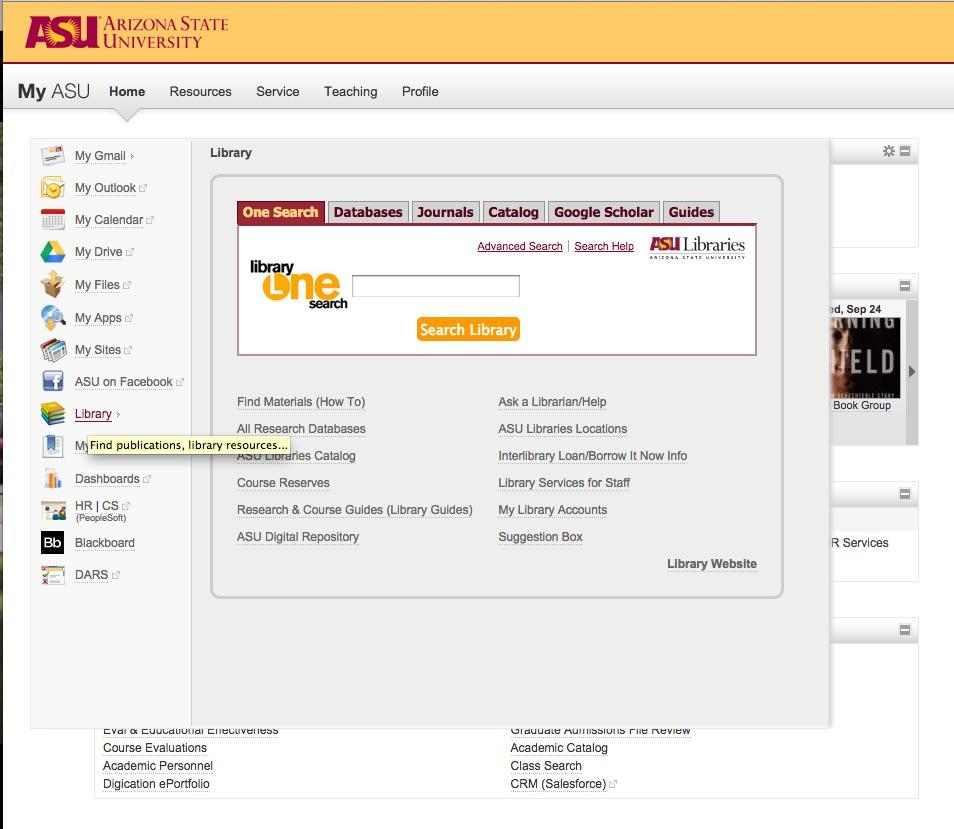 ASU ARIZONA STATE
UNIVERSITY
My ASU Home Resources Service Teaching Profile
My Gmail
My Outlook
My Calendar
My Drive
My Files
My Apps
My Sites
ASU on Facebook
Library
My
Find publications, library resources...
Dashboards
HR | CS
(PeopleSoft)
Bb Blackboard
DARS
Library
One Search Databases Journals Catalog Google Scholar Guides
Advanced Search | Search Help
ASU Libraries
ARIZONA STATE UNIVERSITY
library
one
search
Search Library
Find Materials (How To)
All Research Databases
ASU Libraries Catalog
Course Reserves
Research & Course Guides (Library Guides)
ASU Digital Repository
Ask a Librarian/Help
ASU Libraries Locations
Interlibrary Loan/Borrow It Now Info
Library Services for Staff
My Library Accounts
Suggestion Box
Library Website
ed, Sep 24
RNING
IELD
Book Group
R Services
Eval & Educational Effectiveness
Course Evaluations
Academic Personnel
Digication ePortfolio
Graduate Admissions File Review
Academic Catalog
Class Search
CRM (Salesforce)